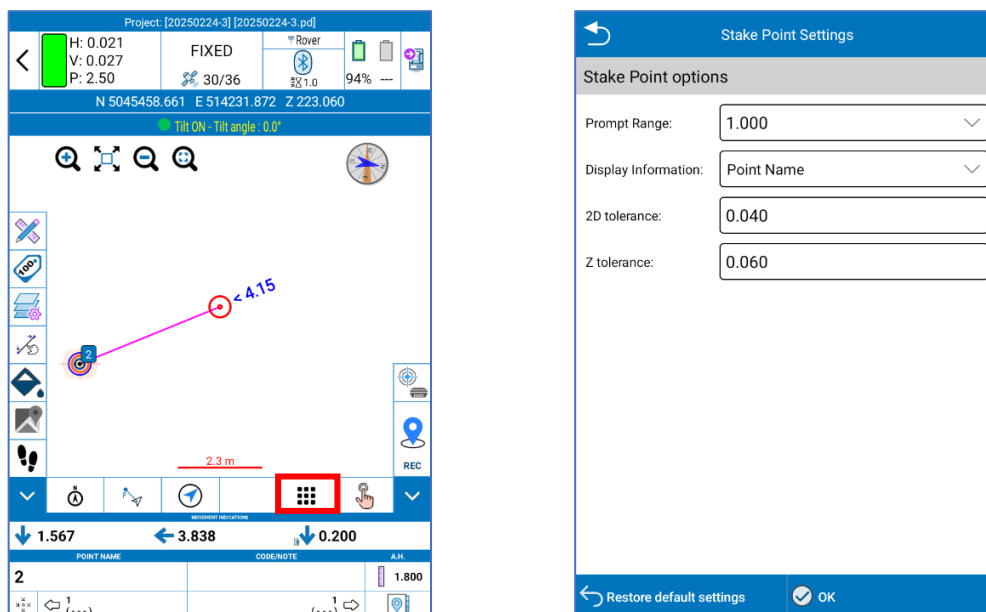 Project: [20250224-3] [20250224-3.pd]
H: 0.021
V: 0.027
P: 2.50
FIXED
30/36
Rover
1.0
94%
---
N 5045458.661 E 514231.872 Z 223.060
Tilt ON - Tilt angle : 0.0°
100°
< 4.15
2
2.3 m
REC
N
MOVEMENT INDICATIONS
1.567
3.838
0.200
POINT NAME
CODE/NOTE
A.H.
2
1.800
1
(---)
1
(---)
Stake Point Settings
Stake Point options
Prompt Range:
1.000
Display Information:
Point Name
2D tolerance:
0.040
Z tolerance:
0.060
Restore default settings
OK